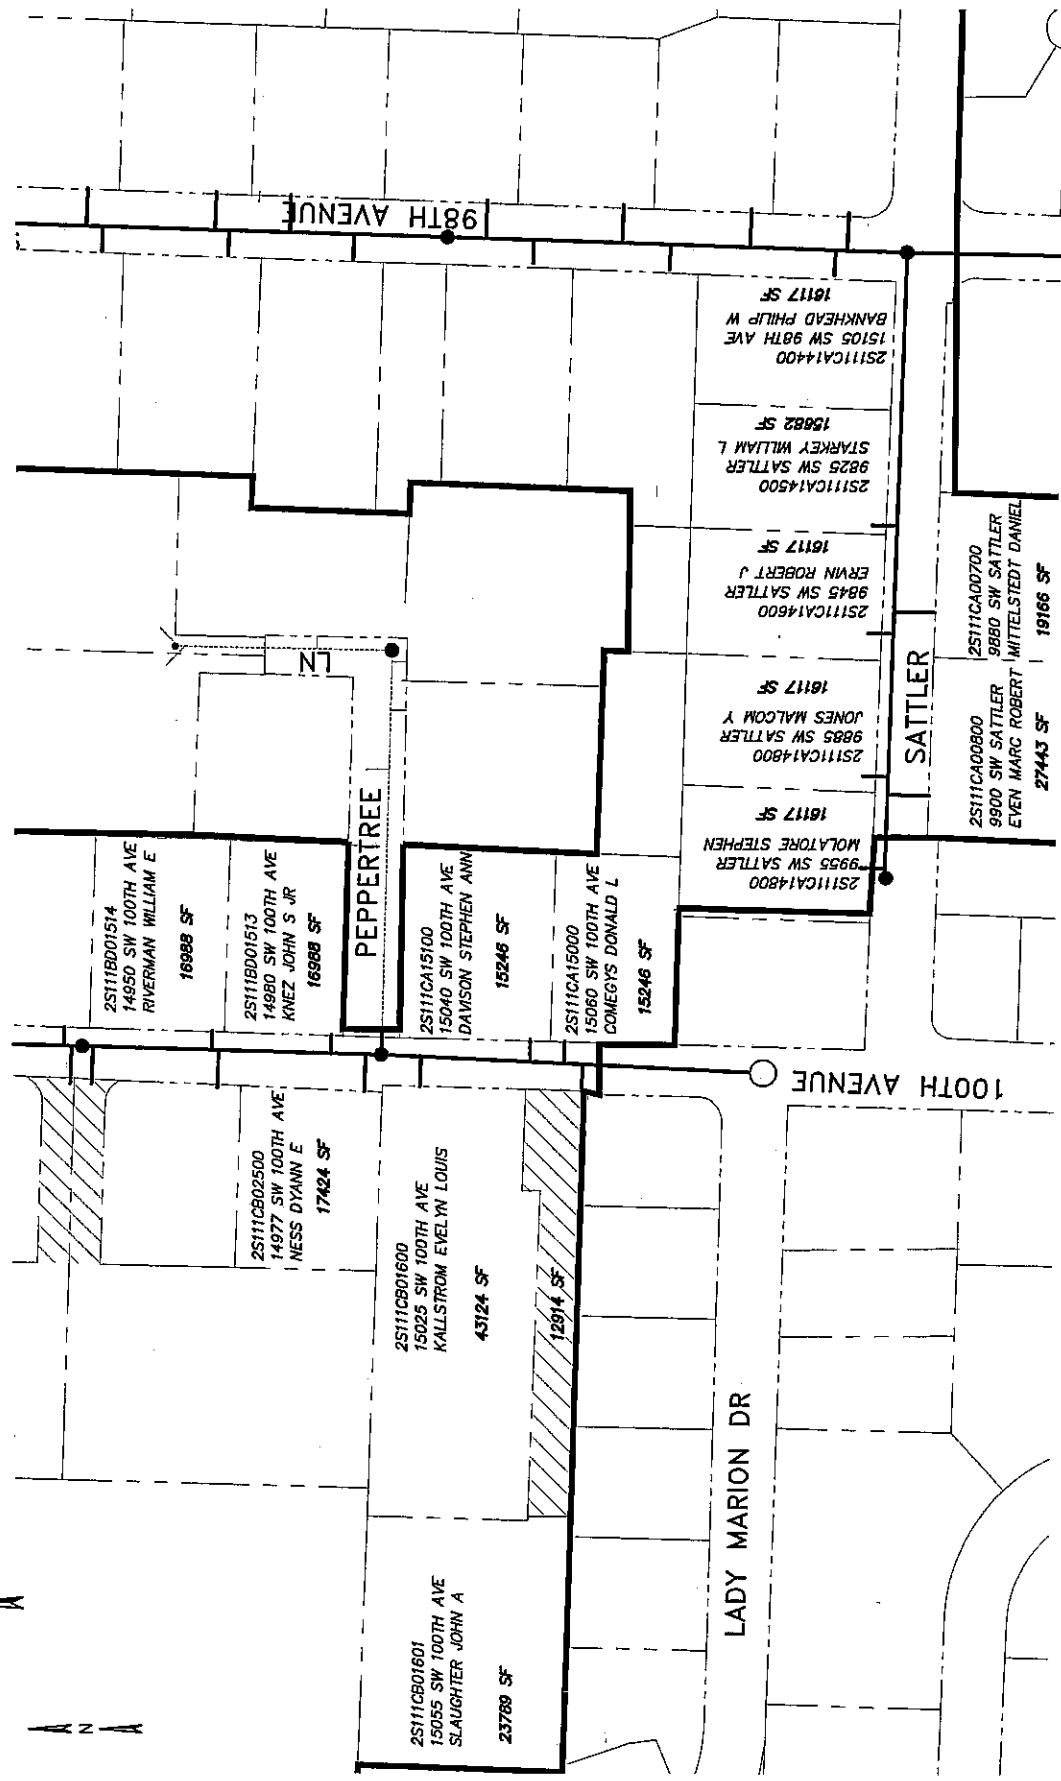 98TH AVENUE
2S111CA14400
15105 SW 98TH AVE
BANKHEAD PHILIP W
16117 SF
2S111CA14500
9825 SW SATTLER
STARKEY WILLIAM L
15682 SF
2S111CA14600
9845 SW SATTLER
ERVIN ROBERT J
16117 SF
2S111CA14800
9885 SW SATTLER
JONES MALCOM Y
16117 SF
2S111CA14800
9955 SW SATTLER
MOLATORE STEPHEN
16117 SF
SATTLER
2S111CA00700
9880 SW SATTLER
MITTELSTEDT DANIEL
19166 SF
2S111CA00800
9900 SW SATTLER
EVEN MARC ROBERT
27443 SF
LN
PEPPERTREE
2S111BD01514
14950 SW 100TH AVE
RIVERMAN WILLIAM E
16988 SF
2S111BD01513
14980 SW 100TH AVE
KNEZ JOHN S JR
16988 SF
2S111CA15100
15040 SW 100TH AVE
DAVISON STEPHEN ANN
15246 SF
2S111CA15000
15060 SW 100TH AVE
COMEGYS DONALD L
15246 SF
100TH AVENUE
2S111CB02500
14977 SW 100TH AVE
NESS DYANN E
17424 SF
2S111CB01600
15025 SW 100TH AVE
KALLSTROM EVELYN LOUIS
43124 SF
12914 SF
2S111CB01601
15055 SW 100TH AVE
SLAUGHTER JOHN A
23789 SF
LADY MARION DR
N